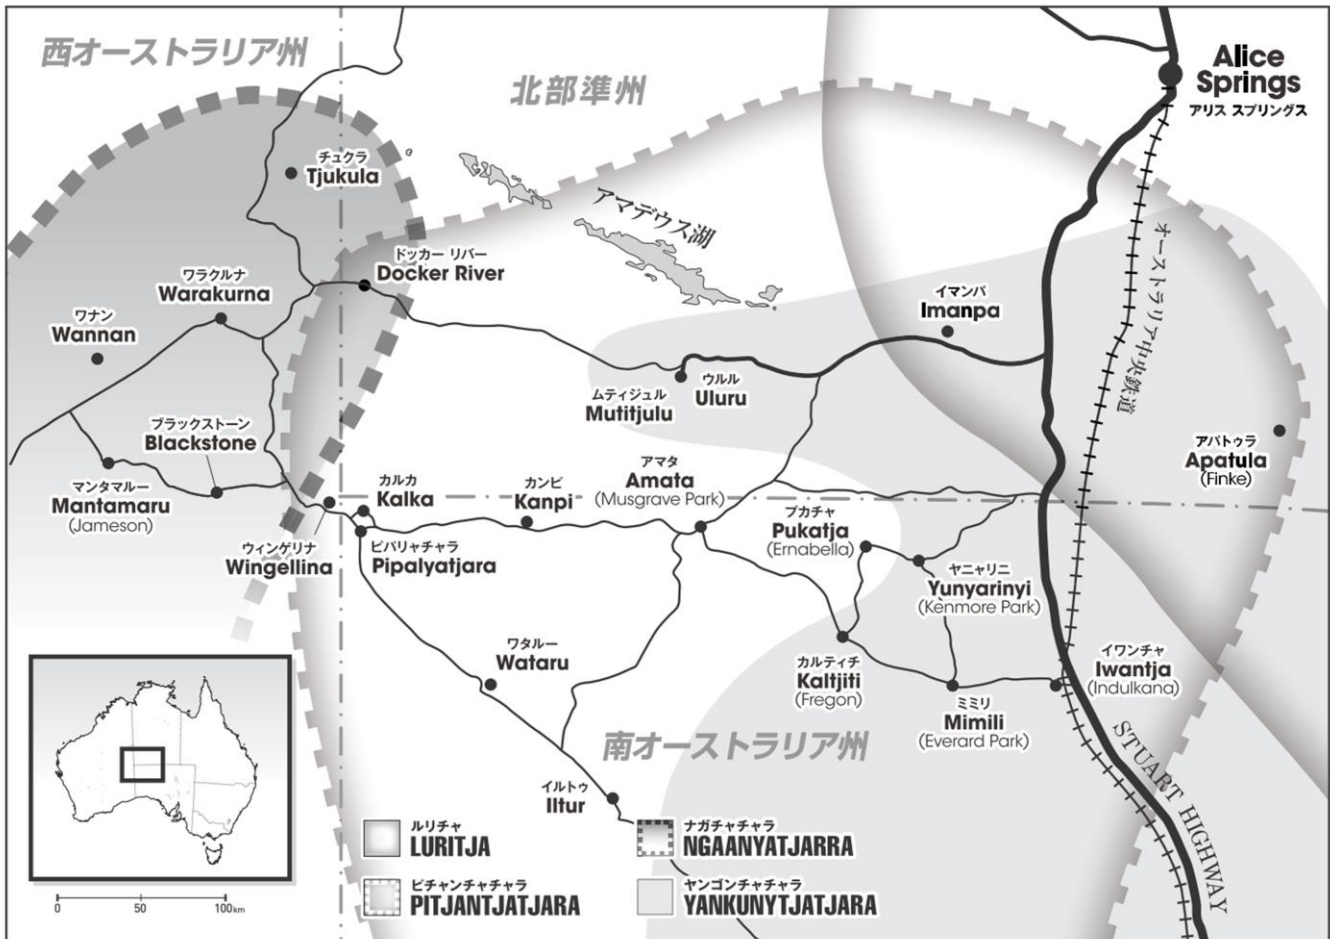 西オーストラリア州
北部準州
Alice
Springs
アリス スプリングス
チュクラ
Tjukula
アマデウス湖
オーストラリア中央鉄道
ドッカー リバー
Docker River
ワラクルナ
Warakurna
イマンパ
Imanpa
ワナン
Wannan
ムティジュル
Mutitjulu
ウルル
Uluru
ブラックストーン
Blackstone
アパトゥラ
Apatula
(Finke)
マンタマルー
Mantamaru
(Jameson)
カルカ
Kalka
カンピ
Kanpi
アマタ
Amata
(Musgrave Park)
プカチャ
Pukatja
(Ernabella)
ウィンゲリナ
Wingellina
ピパリャチャラ
Pipalyatjara
ヤニャリニ
Yunyarinyi
(Kenmore Park)
ワタルー
Wataru
カルティチ
Kaltjiti
(Fregon)
イワンチャ
Iwantja
(Indulkana)
ミミリ
Mimili
(Everard Park)
南オーストラリア州
STUART HIGHWAY
イルトゥ
Iltur
ルリチャ
LURITJA
ナガチャチャラ
NGAANYATJARRA
ピチャンチャチャラ
PITJANTJATJARA
ヤンゴンチャチャラ
YANKUNYTJATJARA
0 50 100km